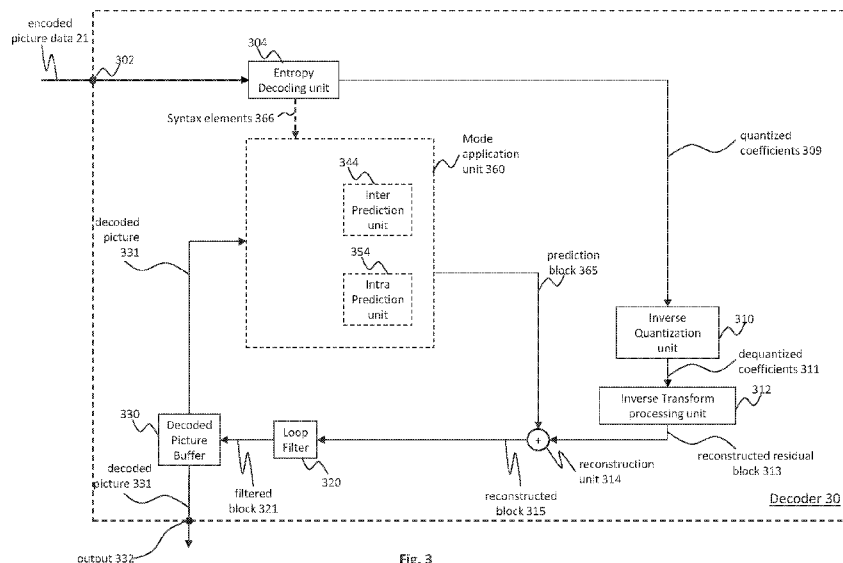 encoded
picture data 21
302
304
Entropy
Decoding unit
Syntax elements 366
Mode
application
unit 360
quantized
coefficients 309
344
Inter
Prediction
unit
decoded
picture
331
354
Intra
Prediction
unit
prediction
block 365
Inverse
Quantization
unit
310
dequantized
coefficients 311
Inverse Transform
processing unit
312
330
Decoded
Picture
Buffer
Loop
Filter
320
+
reconstruction
unit 314
reconstructed residual
block 313
decoded
picture 331
filtered
block 321
reconstructed
block 315
Decoder 30
output 332
Fig. 3